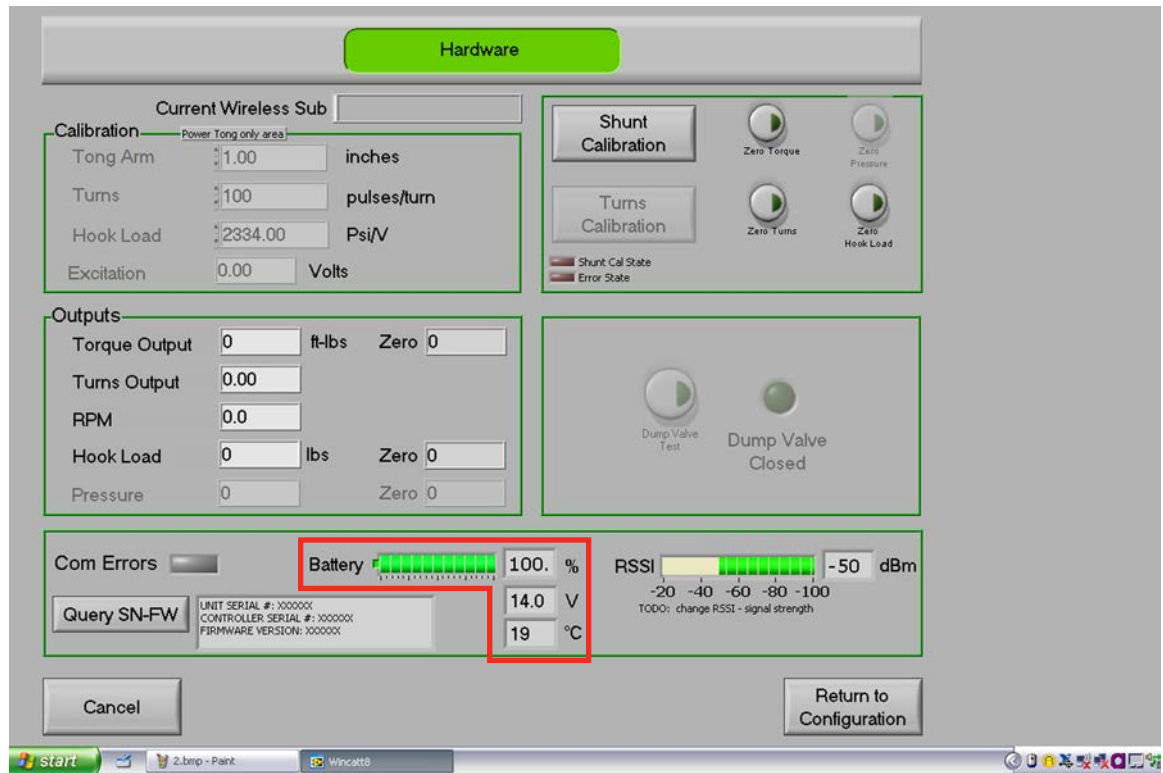 Hardware
Current Wireless Sub
Calibration
Power Tong only area
Tong Arm 1.00 inches
Turns 100 pulses/turn
Hook Load 2334.00 Psi/V
Excitation 0.00 Volts
Shunt
Calibration
Zero Torque
Zero
Pressure
Turns
Calibration
Zero Turns
Zero
Hook Load
Shunt Cal State
Error State
Outputs
Torque Output 0 ft-lbs Zero 0
Turns Output 0.00
RPM 0.0
Hook Load 0 lbs Zero 0
Pressure 0 Zero 0
Dump Valve
Test
Dump Valve
Closed
Com Errors
Battery 100. %
14.0 V
19 °C
RSSI -50 dBm
-20 -40 -60 -80 -100
TODO: change RSSI - signal strength
Query SN-FW
UNIT SERIAL #: XXXXXX
CONTROLLER SERIAL #: XXXXXX
FIRMWARE VERSION: XXXXXX
Cancel
Return to
Configuration
start
2.bmp - Paint
Wincatt8